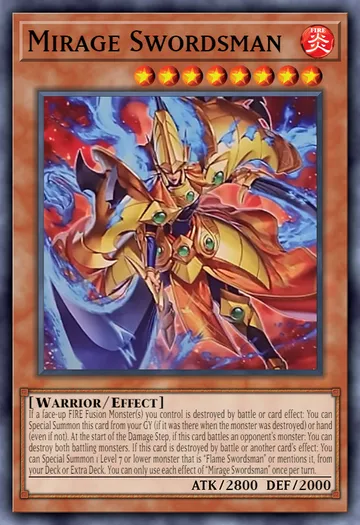 MIRAGE SWORDSMAN
FIRE
炎
[WARRIOR/EFFECT]
If a face-up FIRE Fusion Monster(s) you control is destroyed by battle or card effect: You can
Special Summon this card from your GY (if it was there when the monster was destroyed) or hand
(even if not). At the start of the Damage Step, if this card battles an opponent's monster: You can
destroy both battling monsters. If this card is destroyed by battle or another card's effect: You
can Special Summon 1 Level 7 or lower monster that is "Flame Swordsman" or mentions it, from
your Deck or Extra Deck. You can only use each effect of "Mirage Swordsman" once per turn.
ATK/2800 DEF/2000